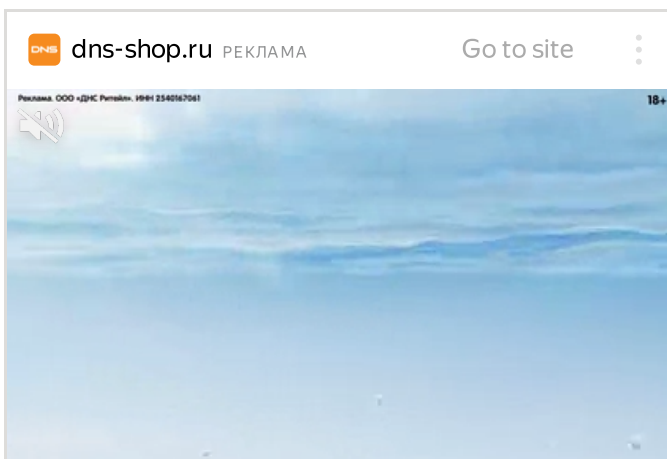 DNS dns-shop.ru РЕКЛАМА Go to site
Реклама. ООО «ДНС Ритейл». ИНН 2540167061 18+